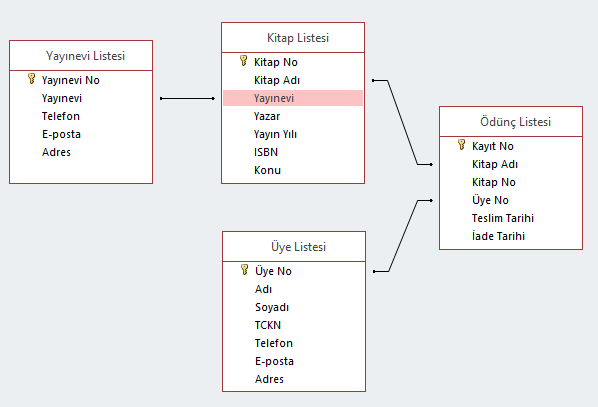 Yayınevi Listesi
Yayınevi No
Yayınevi
Telefon
E-posta
Adres
Kitap Listesi
Kitap No
Kitap Adı
Yayınevi
Yazar
Yayın Yılı
ISBN
Konu
Ödünç Listesi
Kayıt No
Kitap Adı
Kitap No
Üye No
Teslim Tarihi
İade Tarihi
Üye Listesi
Üye No
Adı
Soyadı
TCKN
Telefon
E-posta
Adres